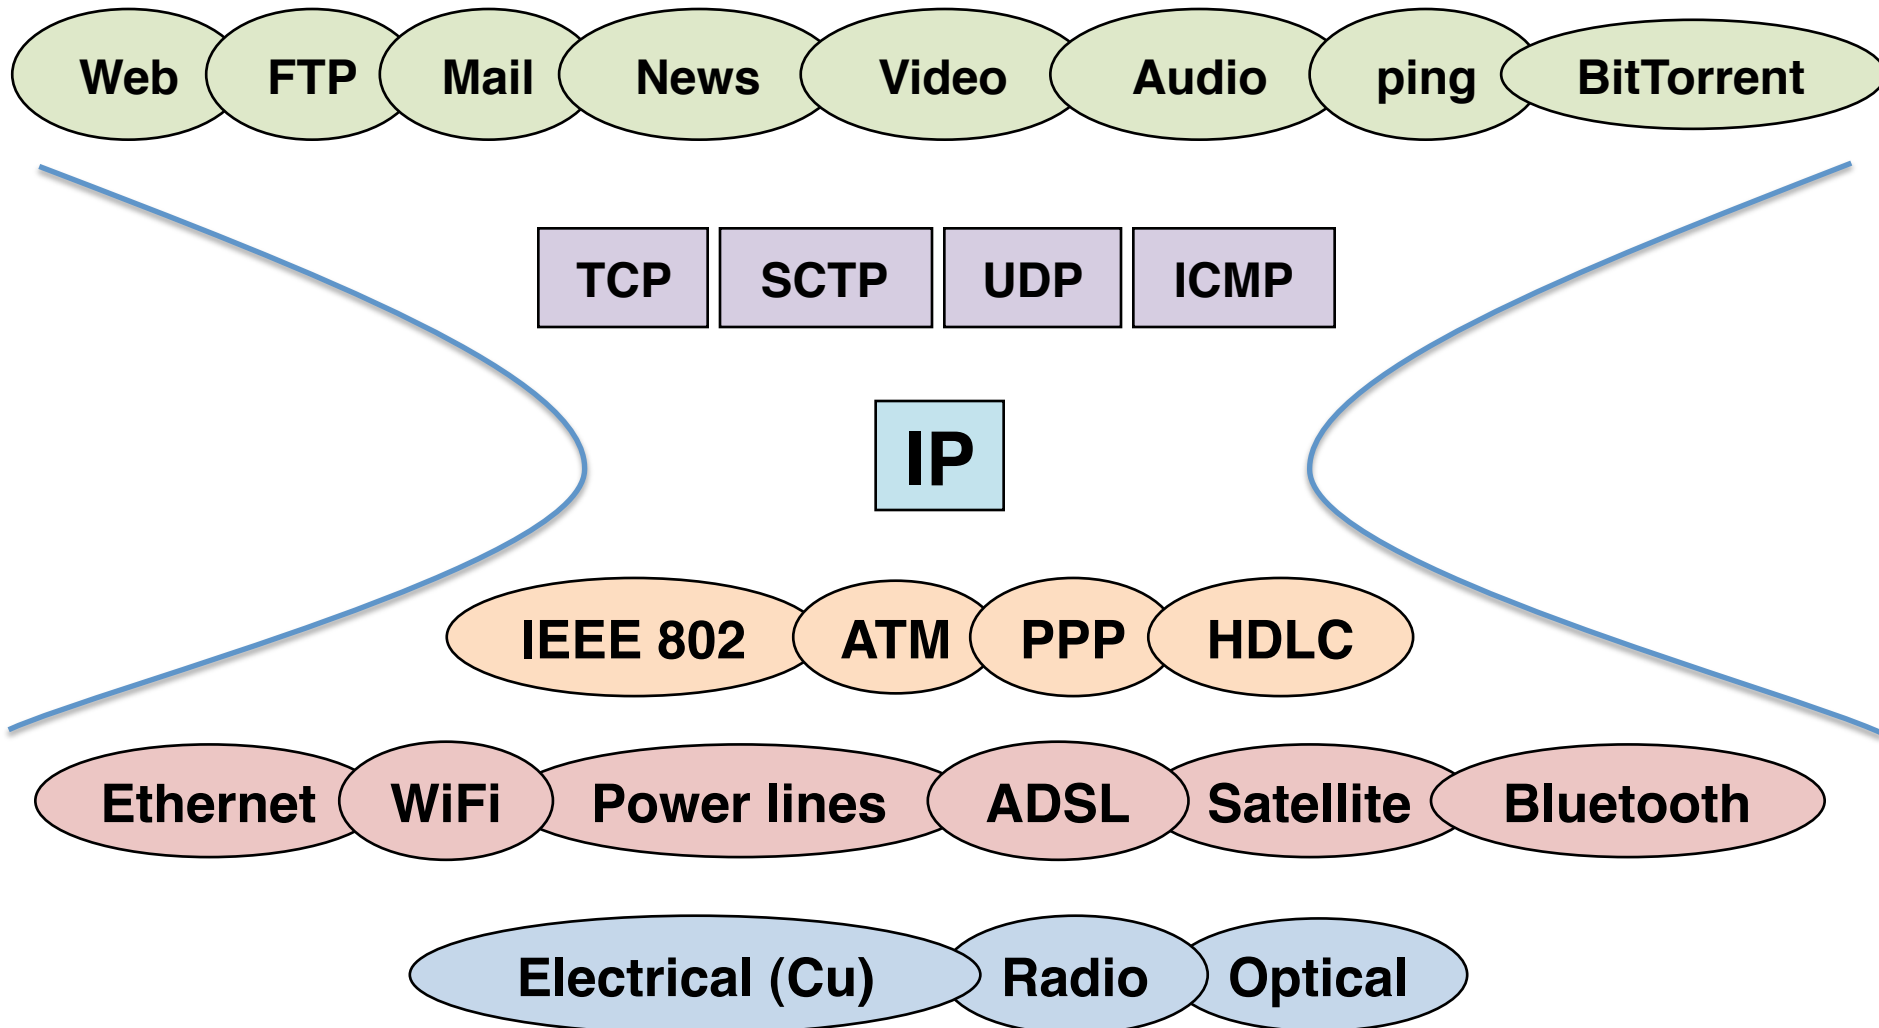 Web FTP Mail News Video Audio ping BitTorrent
TCP SCTP UDP ICMP
IP
IEEE 802 ATM PPP HDLC
Ethernet WiFi Power lines ADSL Satellite Bluetooth
Electrical (Cu) Radio Optical